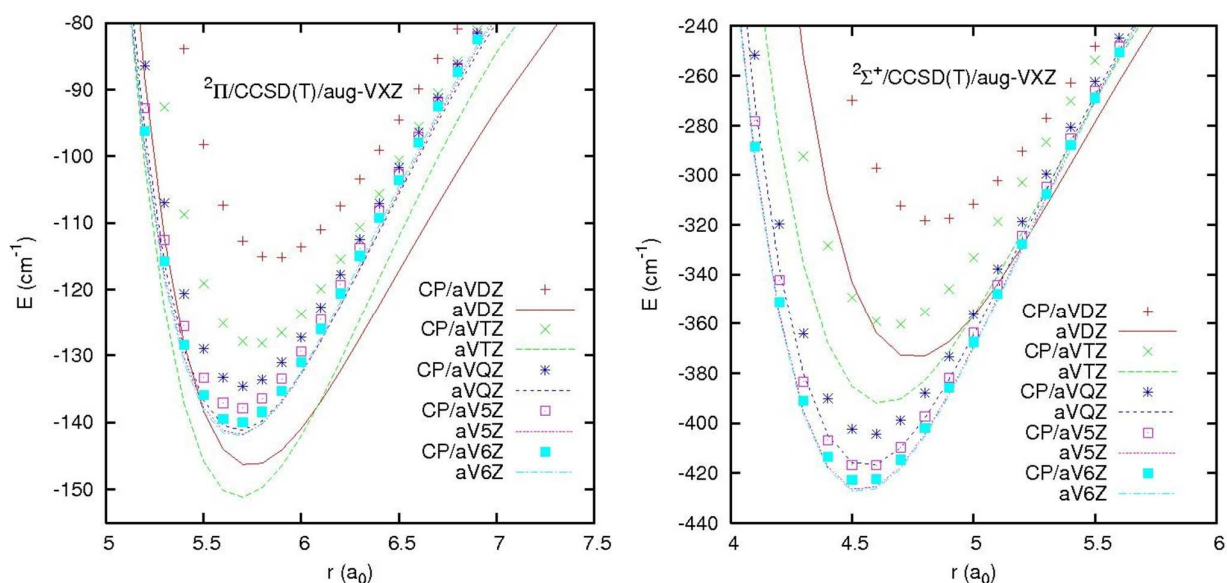 -80
-90
-100
-110
-120
-130
-140
-150
E (cm⁻¹)
²Π/CCSD(T)/aug-VXZ
CP/aVDZ
aVDZ
CP/aVTZ
aVTZ
CP/aVQZ
aVQZ
CP/aV5Z
aV5Z
CP/aV6Z
aV6Z
5
5.5
6
6.5
7
7.5
r (a₀)
-240
-260
-280
-300
-320
-340
-360
-380
-400
-420
-440
E (cm⁻¹)
²Σ⁺/CCSD(T)/aug-VXZ
CP/aVDZ
aVDZ
CP/aVTZ
aVTZ
CP/aVQZ
aVQZ
CP/aV5Z
aV5Z
CP/aV6Z
aV6Z
4
4.5
5
5.5
6
r (a₀)